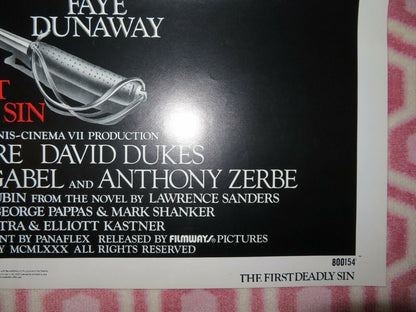 FAYE
DUNAWAY
T
SIN
NIS-CINEMA VII PRODUCTION
RE DAVID DUKES
GABEL AND ANTHONY ZERBE
UBIN FROM THE NOVEL BY LAWRENCE SANDERS
GEORGE PAPPAS & MARK SHANKER
TRA & ELLIOTT KASTNER
NT BY PANAFLEX RELEASED BY FILMWAYS PICTURES
Y MCMLXXX ALL RIGHTS RESERVED
800154
THE FIRST DEADLY SIN